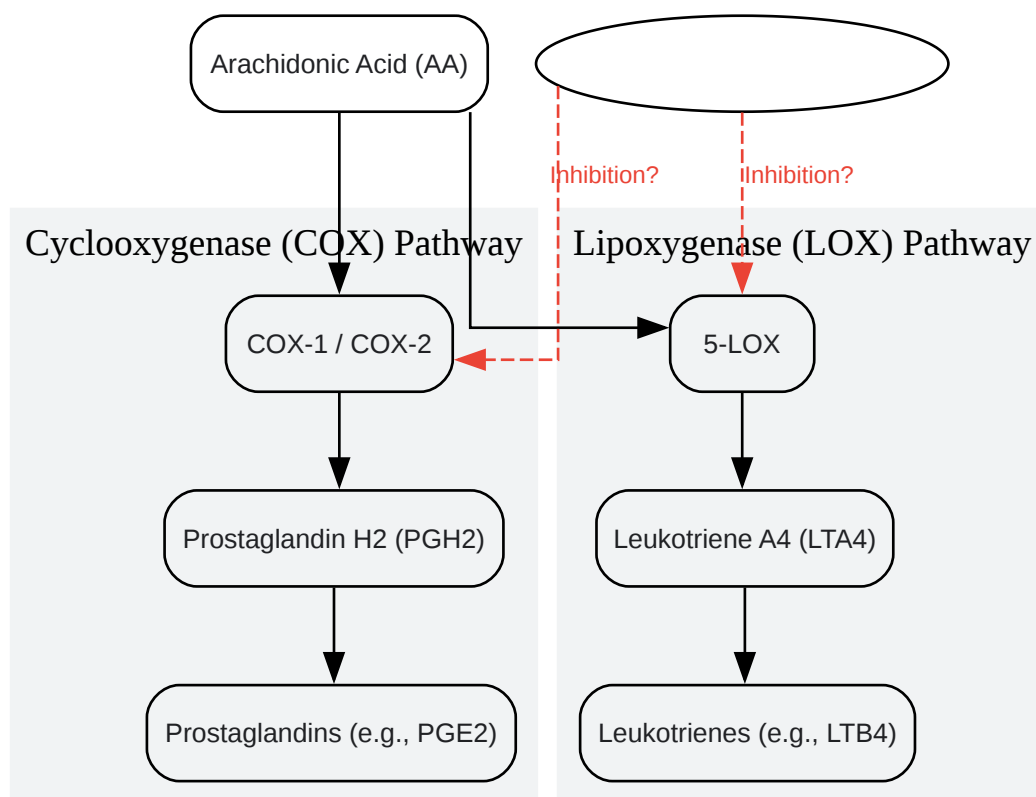 Arachidonic Acid (AA)
Inhibition?
Inhibition?
Cyclooxygenase (COX) Pathway
Lipoxygenase (LOX) Pathway
COX-1 / COX-2
5-LOX
Prostaglandin H2 (PGH2)
Leukotriene A4 (LTA4)
Prostaglandins (e.g., PGE2)
Leukotrienes (e.g., LTB4)